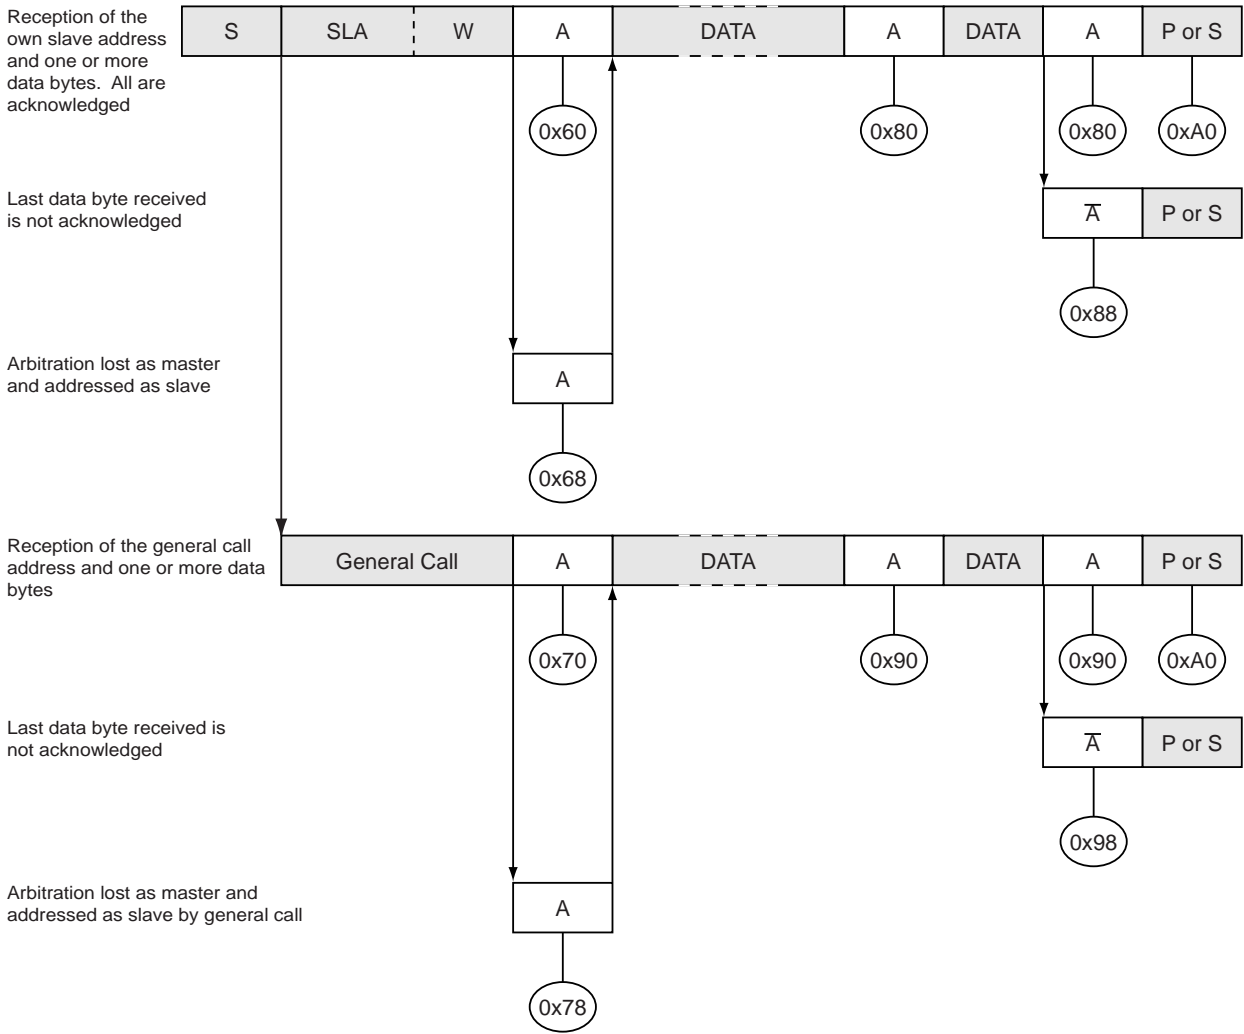 Reception of the
own slave address
and one or more
data bytes.  All are
acknowledged
S SLA W A DATA A DATA A P or S
0x60 0x80 0x80 0xA0
Last data byte received
is not acknowledged
A̅ P or S
0x88
Arbitration lost as master
and addressed as slave
A
0x68
Reception of the general call
address and one or more data
bytes
General Call A DATA A DATA A P or S
0x70 0x90 0x90 0xA0
Last data byte received is
not acknowledged
A̅ P or S
0x98
Arbitration lost as master and
addressed as slave by general call
A
0x78